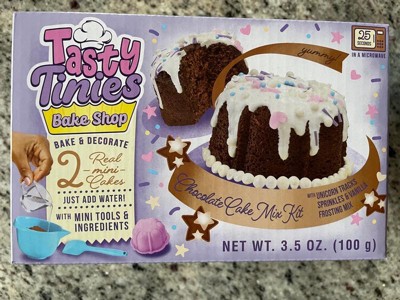 Tasty
Tinies
Bake Shop
BAKE & DECORATE
2 Real
-mini-
Cakes
JUST ADD WATER!
WITH MINI TOOLS &
INGREDIENTS
yummy!
25
SECONDS
IN A MICROWAVE
Chocolate Cake Mix Kit
WITH UNICORN TRACKS
SPRINKLES & VANILLA
FROSTING MIX
NET WT. 3.5 OZ. (100 g)